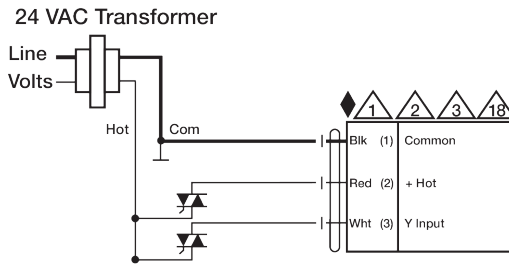 24 VAC Transformer
Line
Volts
Hot
Com
1 2 3 18
Blk (1) Common
Red (2) + Hot
Wht (3) Y Input